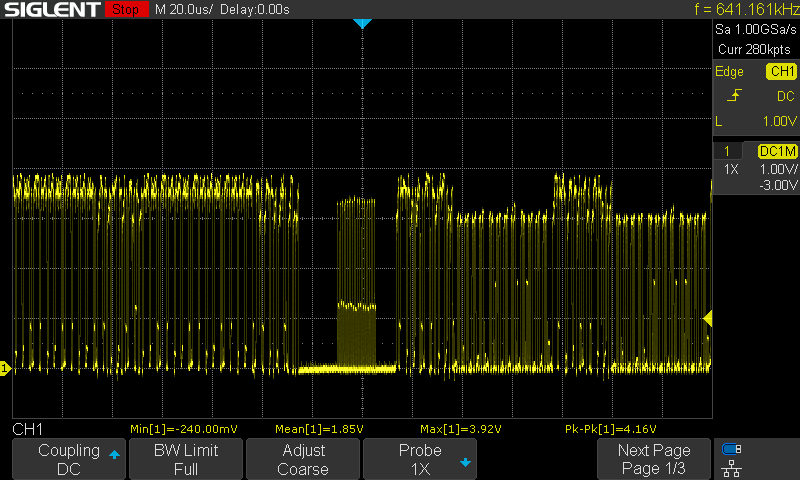 SIGLENT Stop M 20.0us/ Delay:0.00s f = 641.161kHz
Sa 1.00GSa/s
Curr 280kpts
Edge CH1
DC
L 1.00V
1 DC1M
1X 1.00V/
-3.00V
1
CH1 Min[1]=-240.00mV Mean[1]=1.85V Max[1]=3.92V Pk-Pk[1]=4.16V
Coupling BW Limit Adjust Probe Next Page
DC Full Coarse 1X Page 1/3